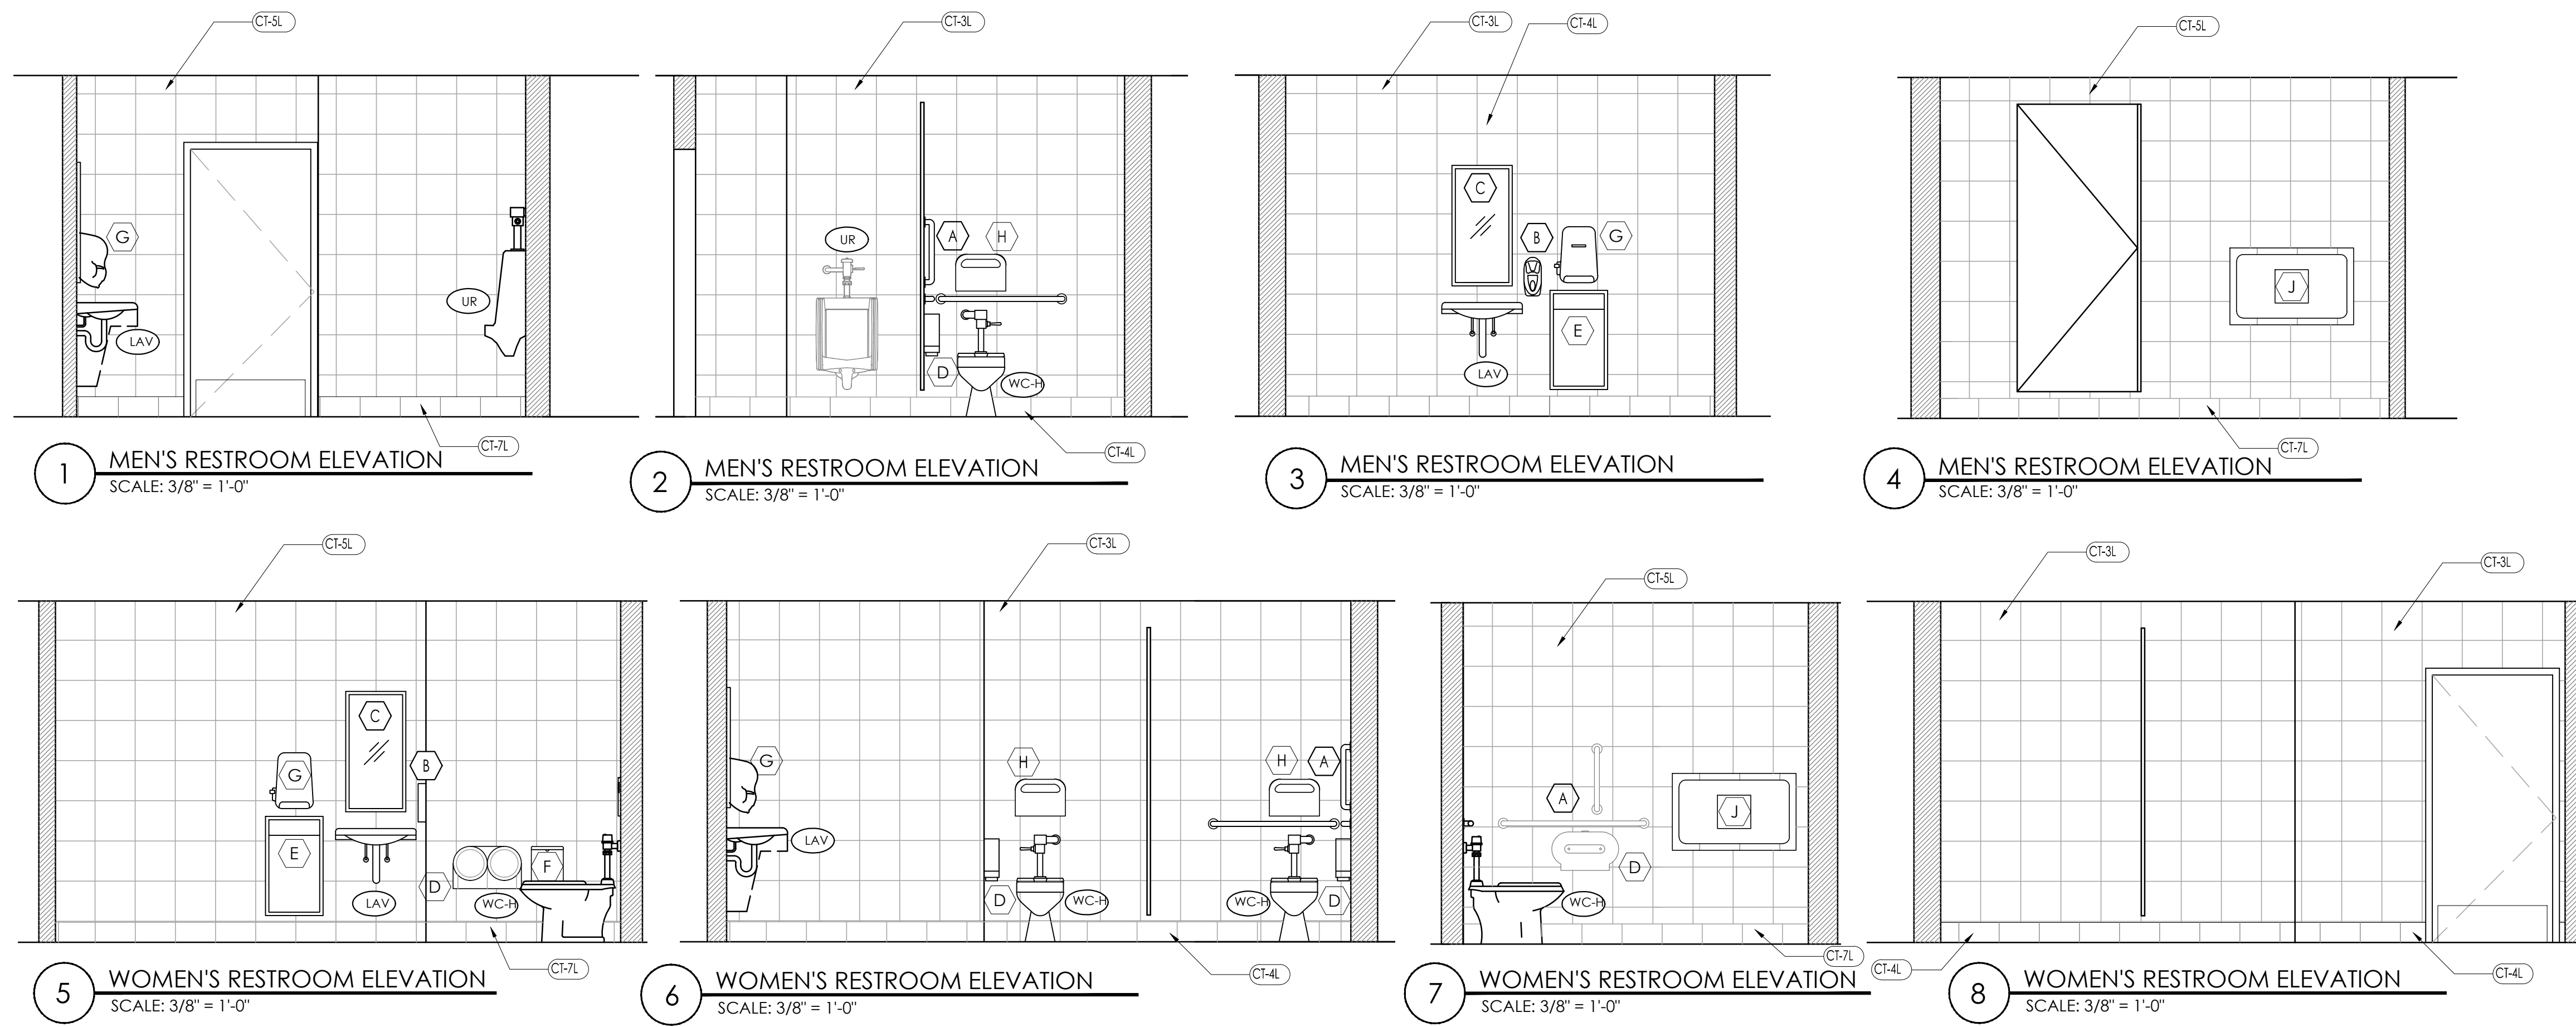 CT-5L
G
LAV
UR
CT-7L
1
MEN'S RESTROOM ELEVATION
SCALE: 3/8" = 1'-0"
CT-3L
UR
A
H
D
WC-H
CT-4L
2
MEN'S RESTROOM ELEVATION
SCALE: 3/8" = 1'-0"
CT-3L
CT-4L
C
B
G
E
LAV
3
MEN'S RESTROOM ELEVATION
SCALE: 3/8" = 1'-0"
CT-5L
J
CT-7L
4
MEN'S RESTROOM ELEVATION
SCALE: 3/8" = 1'-0"
CT-5L
C
G
B
E
F
D
LAV
WC-H
CT-7L
5
WOMEN'S RESTROOM ELEVATION
SCALE: 3/8" = 1'-0"
CT-3L
G
H
H
A
LAV
D
WC-H
WC-H
D
CT-4L
6
WOMEN'S RESTROOM ELEVATION
SCALE: 3/8" = 1'-0"
CT-5L
A
J
D
WC-H
CT-7L
7
WOMEN'S RESTROOM ELEVATION
SCALE: 3/8" = 1'-0"
CT-3L
CT-3L
CT-4L
CT-4L
8
WOMEN'S RESTROOM ELEVATION
SCALE: 3/8" = 1'-0"